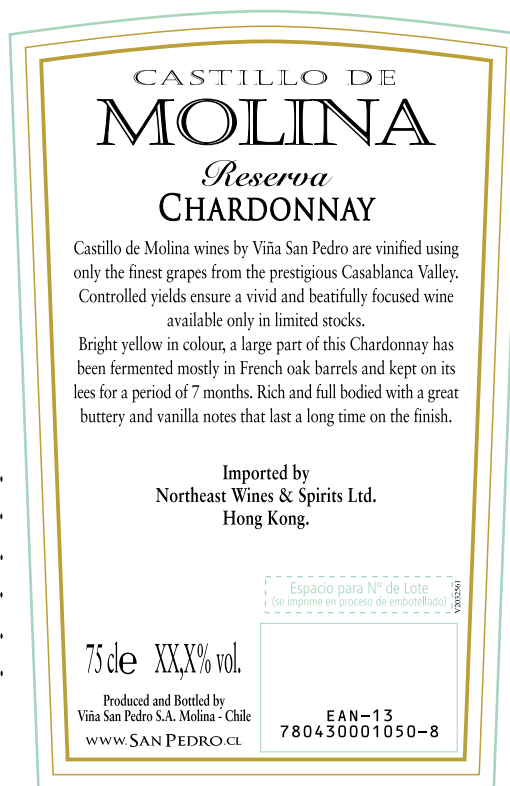 CASTILLO DE
MOLINA
Reserva
CHARDONNAY
Castillo de Molina wines by Viña San Pedro are vinified using
only the finest grapes from the prestigious Casablanca Valley.
Controlled yields ensure a vivid and beatifully focused wine
available only in limited stocks.
Bright yellow in colour, a large part of this Chardonnay has
been fermented mostly in French oak barrels and kept on its
lees for a period of 7 months. Rich and full bodied with a great
buttery and vanilla notes that last a long time on the finish.
Imported by
Northeast Wines & Spirits Ltd.
Hong Kong.
Espacio para Nº de Lote
(se imprime en proceso de embotellado)
V2032561
75 cl e XX,X% vol.
Produced and Bottled by
Viña San Pedro S.A. Molina - Chile
WWW.SAN PEDRO.CL
EAN-13
780430001050-8